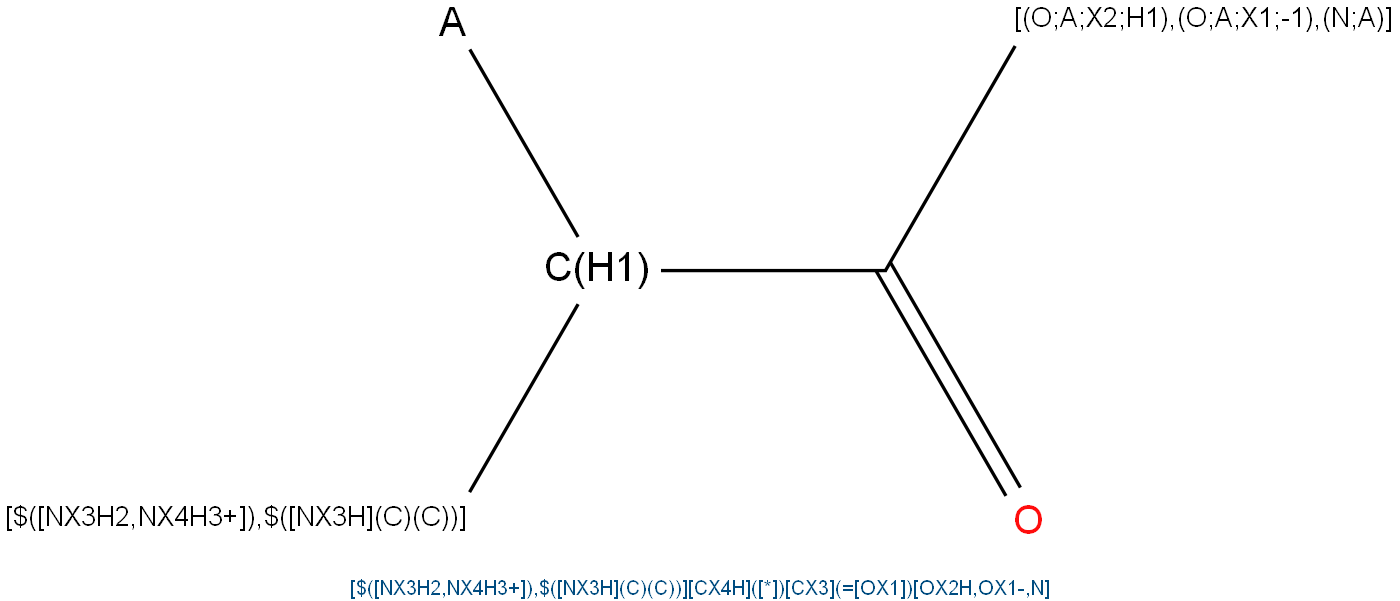 A
[(O;A;X2;H1),(O;A;X1;-1),(N;A)]
C(H1)
[$([NX3H2,NX4H3+]),$([NX3H](C)(C))]
O
[$([NX3H2,NX4H3+]),$([NX3H](C)(C))][CX4H]([*])[CX3](=[OX1])[OX2H,OX1-,N]